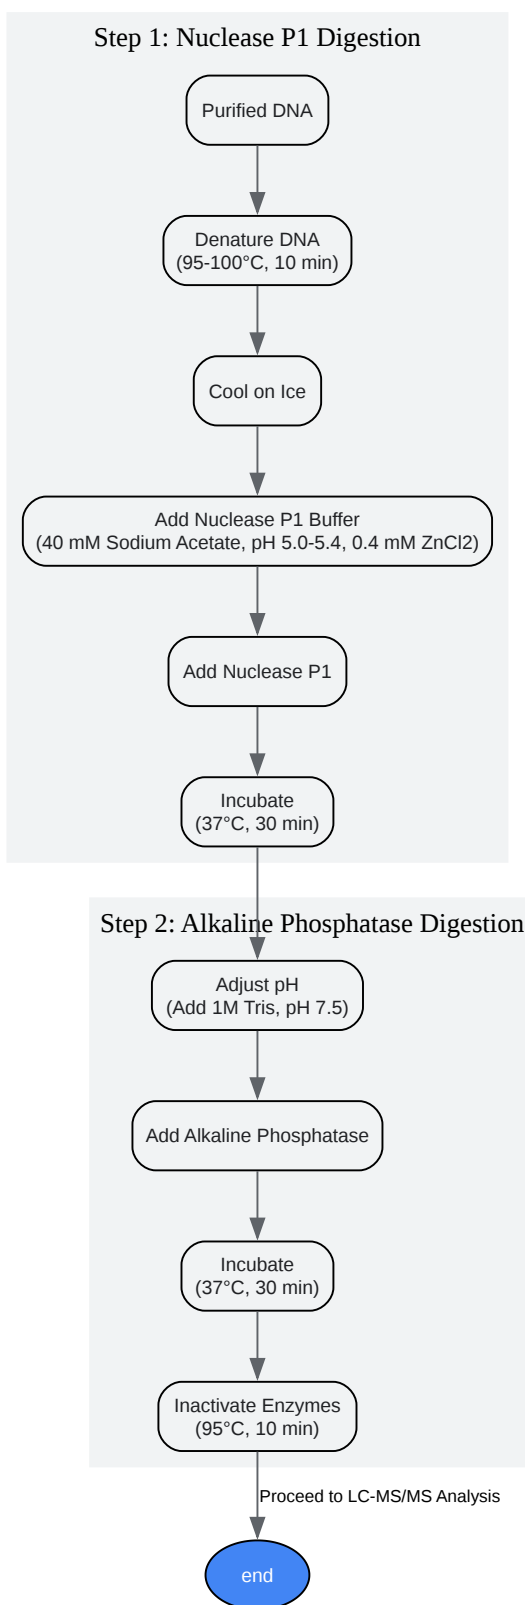 Step 1: Nuclease P1 Digestion
Purified DNA
Denature DNA
(95-100°C, 10 min)
Cool on Ice
Add Nuclease P1 Buffer
(40 mM Sodium Acetate, pH 5.0-5.4, 0.4 mM ZnCl2)
Add Nuclease P1
Incubate
(37°C, 30 min)
Step 2: Alkaline Phosphatase Digestion
Adjust pH
(Add 1M Tris, pH 7.5)
Add Alkaline Phosphatase
Incubate
(37°C, 30 min)
Inactivate Enzymes
(95°C, 10 min)
Proceed to LC-MS/MS Analysis
end